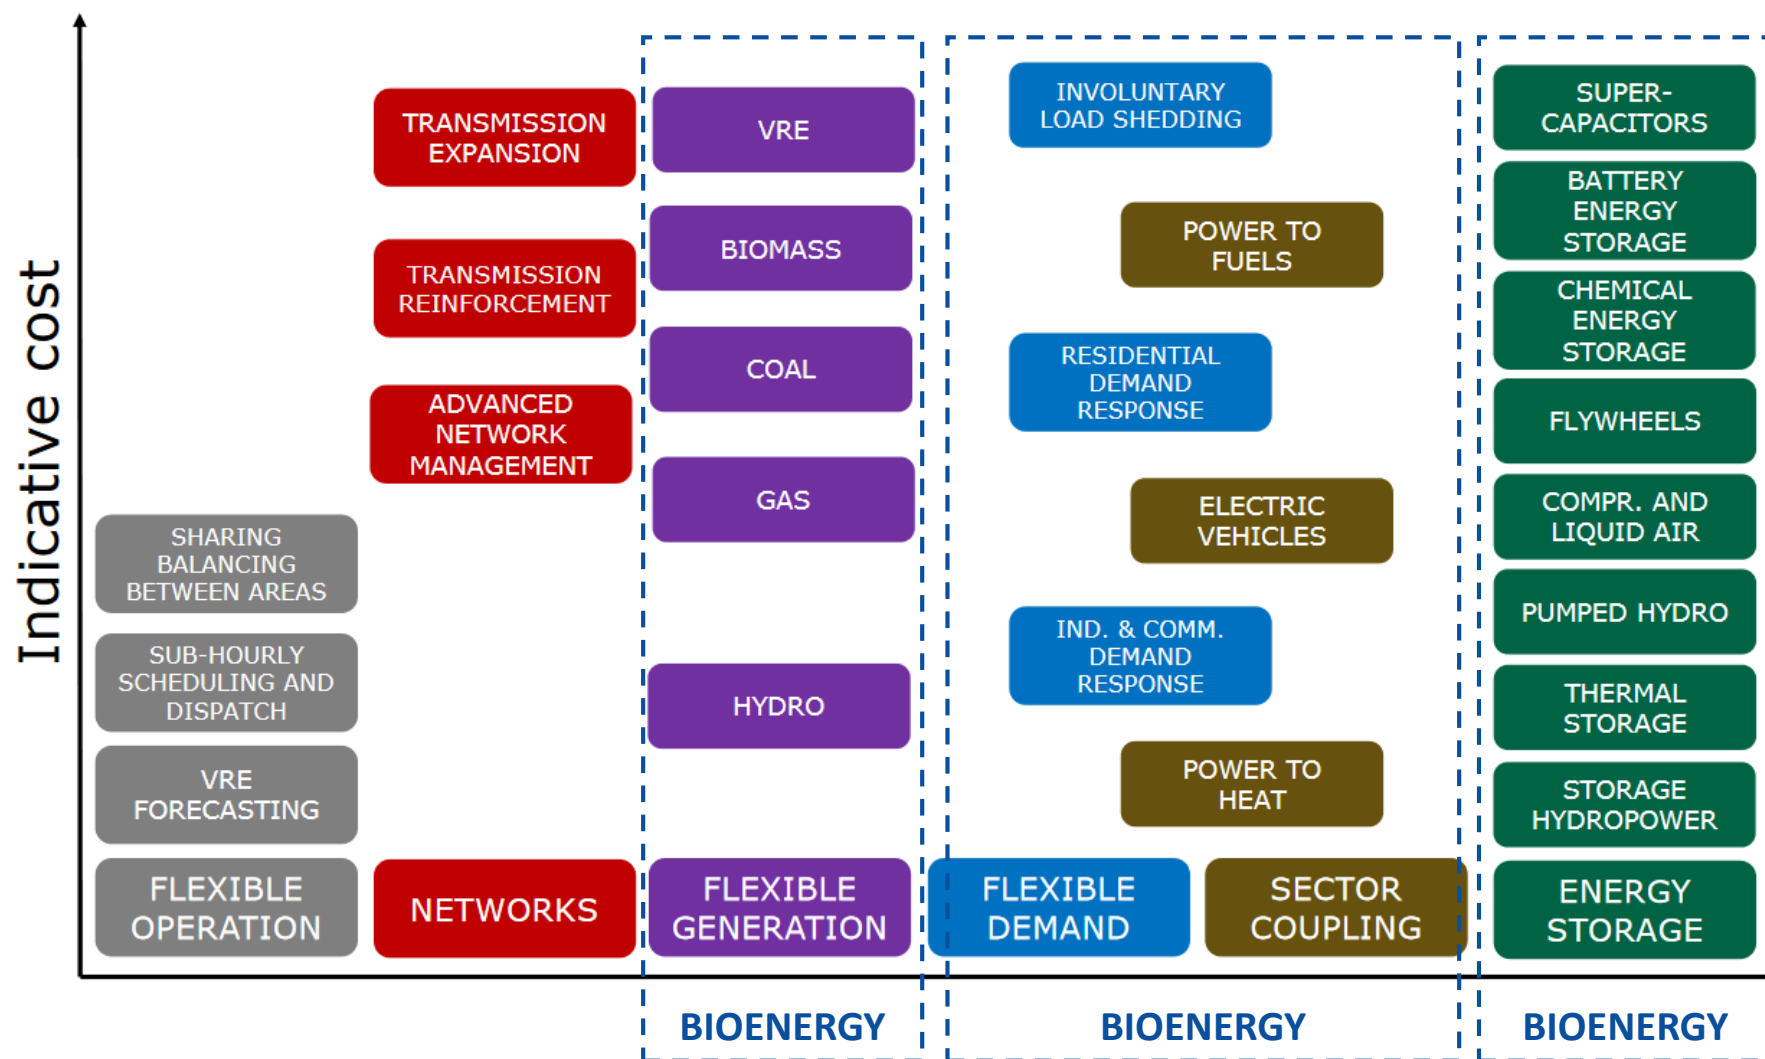 Indicative cost
SHARING
BALANCING
BETWEEN AREAS
SUB-HOURLY
SCHEDULING AND
DISPATCH
VRE
FORECASTING
FLEXIBLE
OPERATION
TRANSMISSION
EXPANSION
TRANSMISSION
REINFORCEMENT
ADVANCED
NETWORK
MANAGEMENT
NETWORKS
VRE
BIOMASS
COAL
GAS
HYDRO
FLEXIBLE
GENERATION
BIOENERGY
INVOLUNTARY
LOAD SHEDDING
POWER TO
FUELS
RESIDENTIAL
DEMAND
RESPONSE
ELECTRIC
VEHICLES
IND. & COMM.
DEMAND
RESPONSE
POWER TO
HEAT
FLEXIBLE
DEMAND
SECTOR
COUPLING
BIOENERGY
SUPER-
CAPACITORS
BATTERY
ENERGY
STORAGE
CHEMICAL
ENERGY
STORAGE
FLYWHEELS
COMPR. AND
LIQUID AIR
PUMPED HYDRO
THERMAL
STORAGE
STORAGE
HYDROPOWER
ENERGY
STORAGE
BIOENERGY